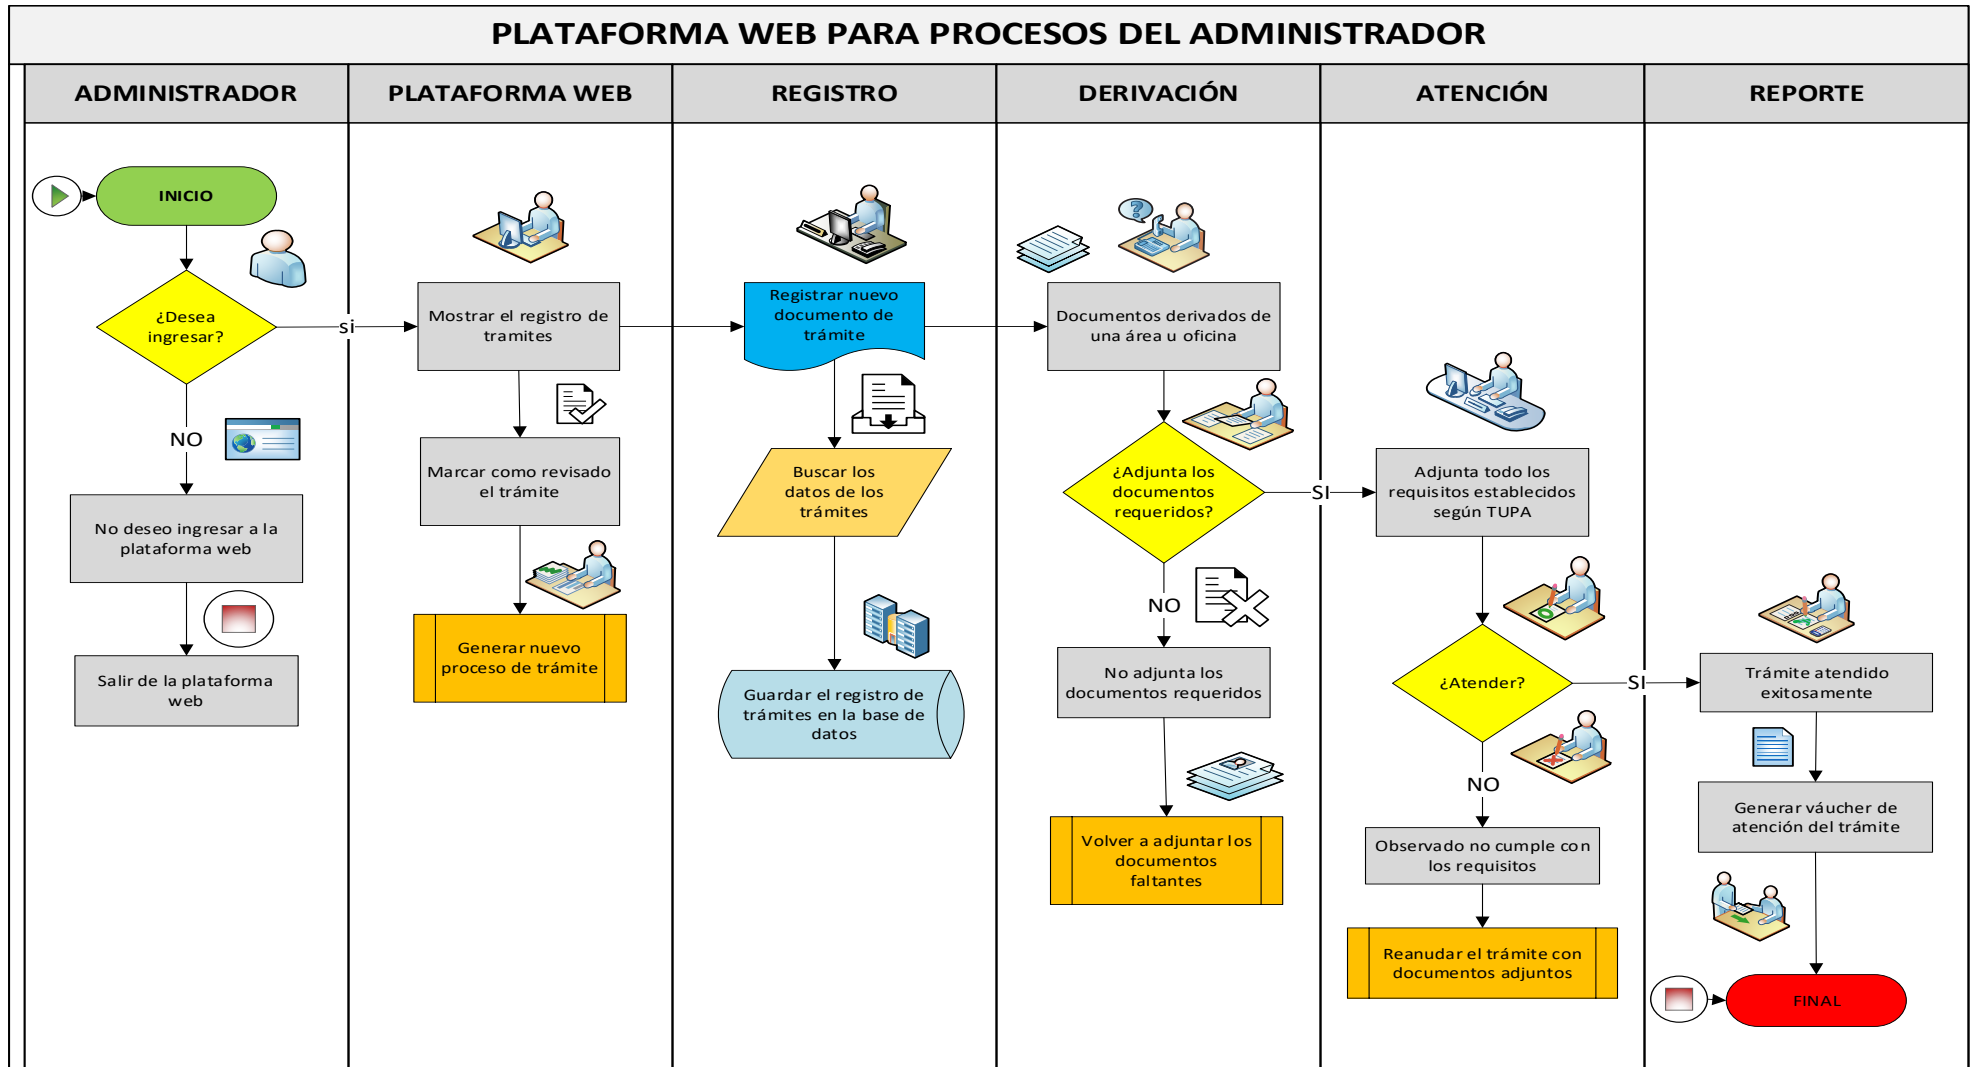 PLATAFORMA WEB PARA PROCESOS DEL ADMINISTRADOR
ADMINISTRADOR
PLATAFORMA WEB
REGISTRO
DERIVACIÓN
ATENCIÓN
REPORTE
INICIO
¿Desea
ingresar?
si
NO
No deseo ingresar a la
plataforma web
Salir de la plataforma
web
Mostrar el registro de
tramites
Marcar como revisado
el trámite
Generar nuevo
proceso de trámite
Registrar nuevo
documento de
trámite
Buscar los
datos de los
trámites
Guardar el registro de
trámites en la base de
datos
Documentos derivados de
una área u oficina
¿Adjunta los
documentos
requeridos?
SI
NO
No adjunta los
documentos requeridos
Volver a adjuntar los
documentos
faltantes
Adjunta todo los
requisitos establecidos
según TUPA
¿Atender?
SI
NO
Observado no cumple con
los requisitos
Reanudar el trámite con
documentos adjuntos
Trámite atendido
exitosamente
Generar váucher de
atención del trámite
FINAL